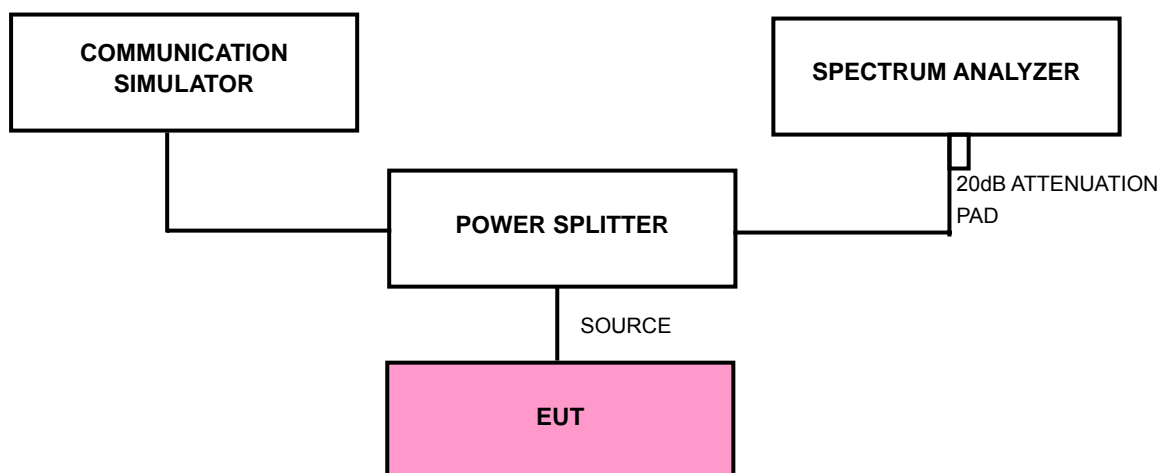 COMMUNICATION
SIMULATOR
SPECTRUM ANALYZER
20dB ATTENUATION
PAD
POWER SPLITTER
SOURCE
EUT